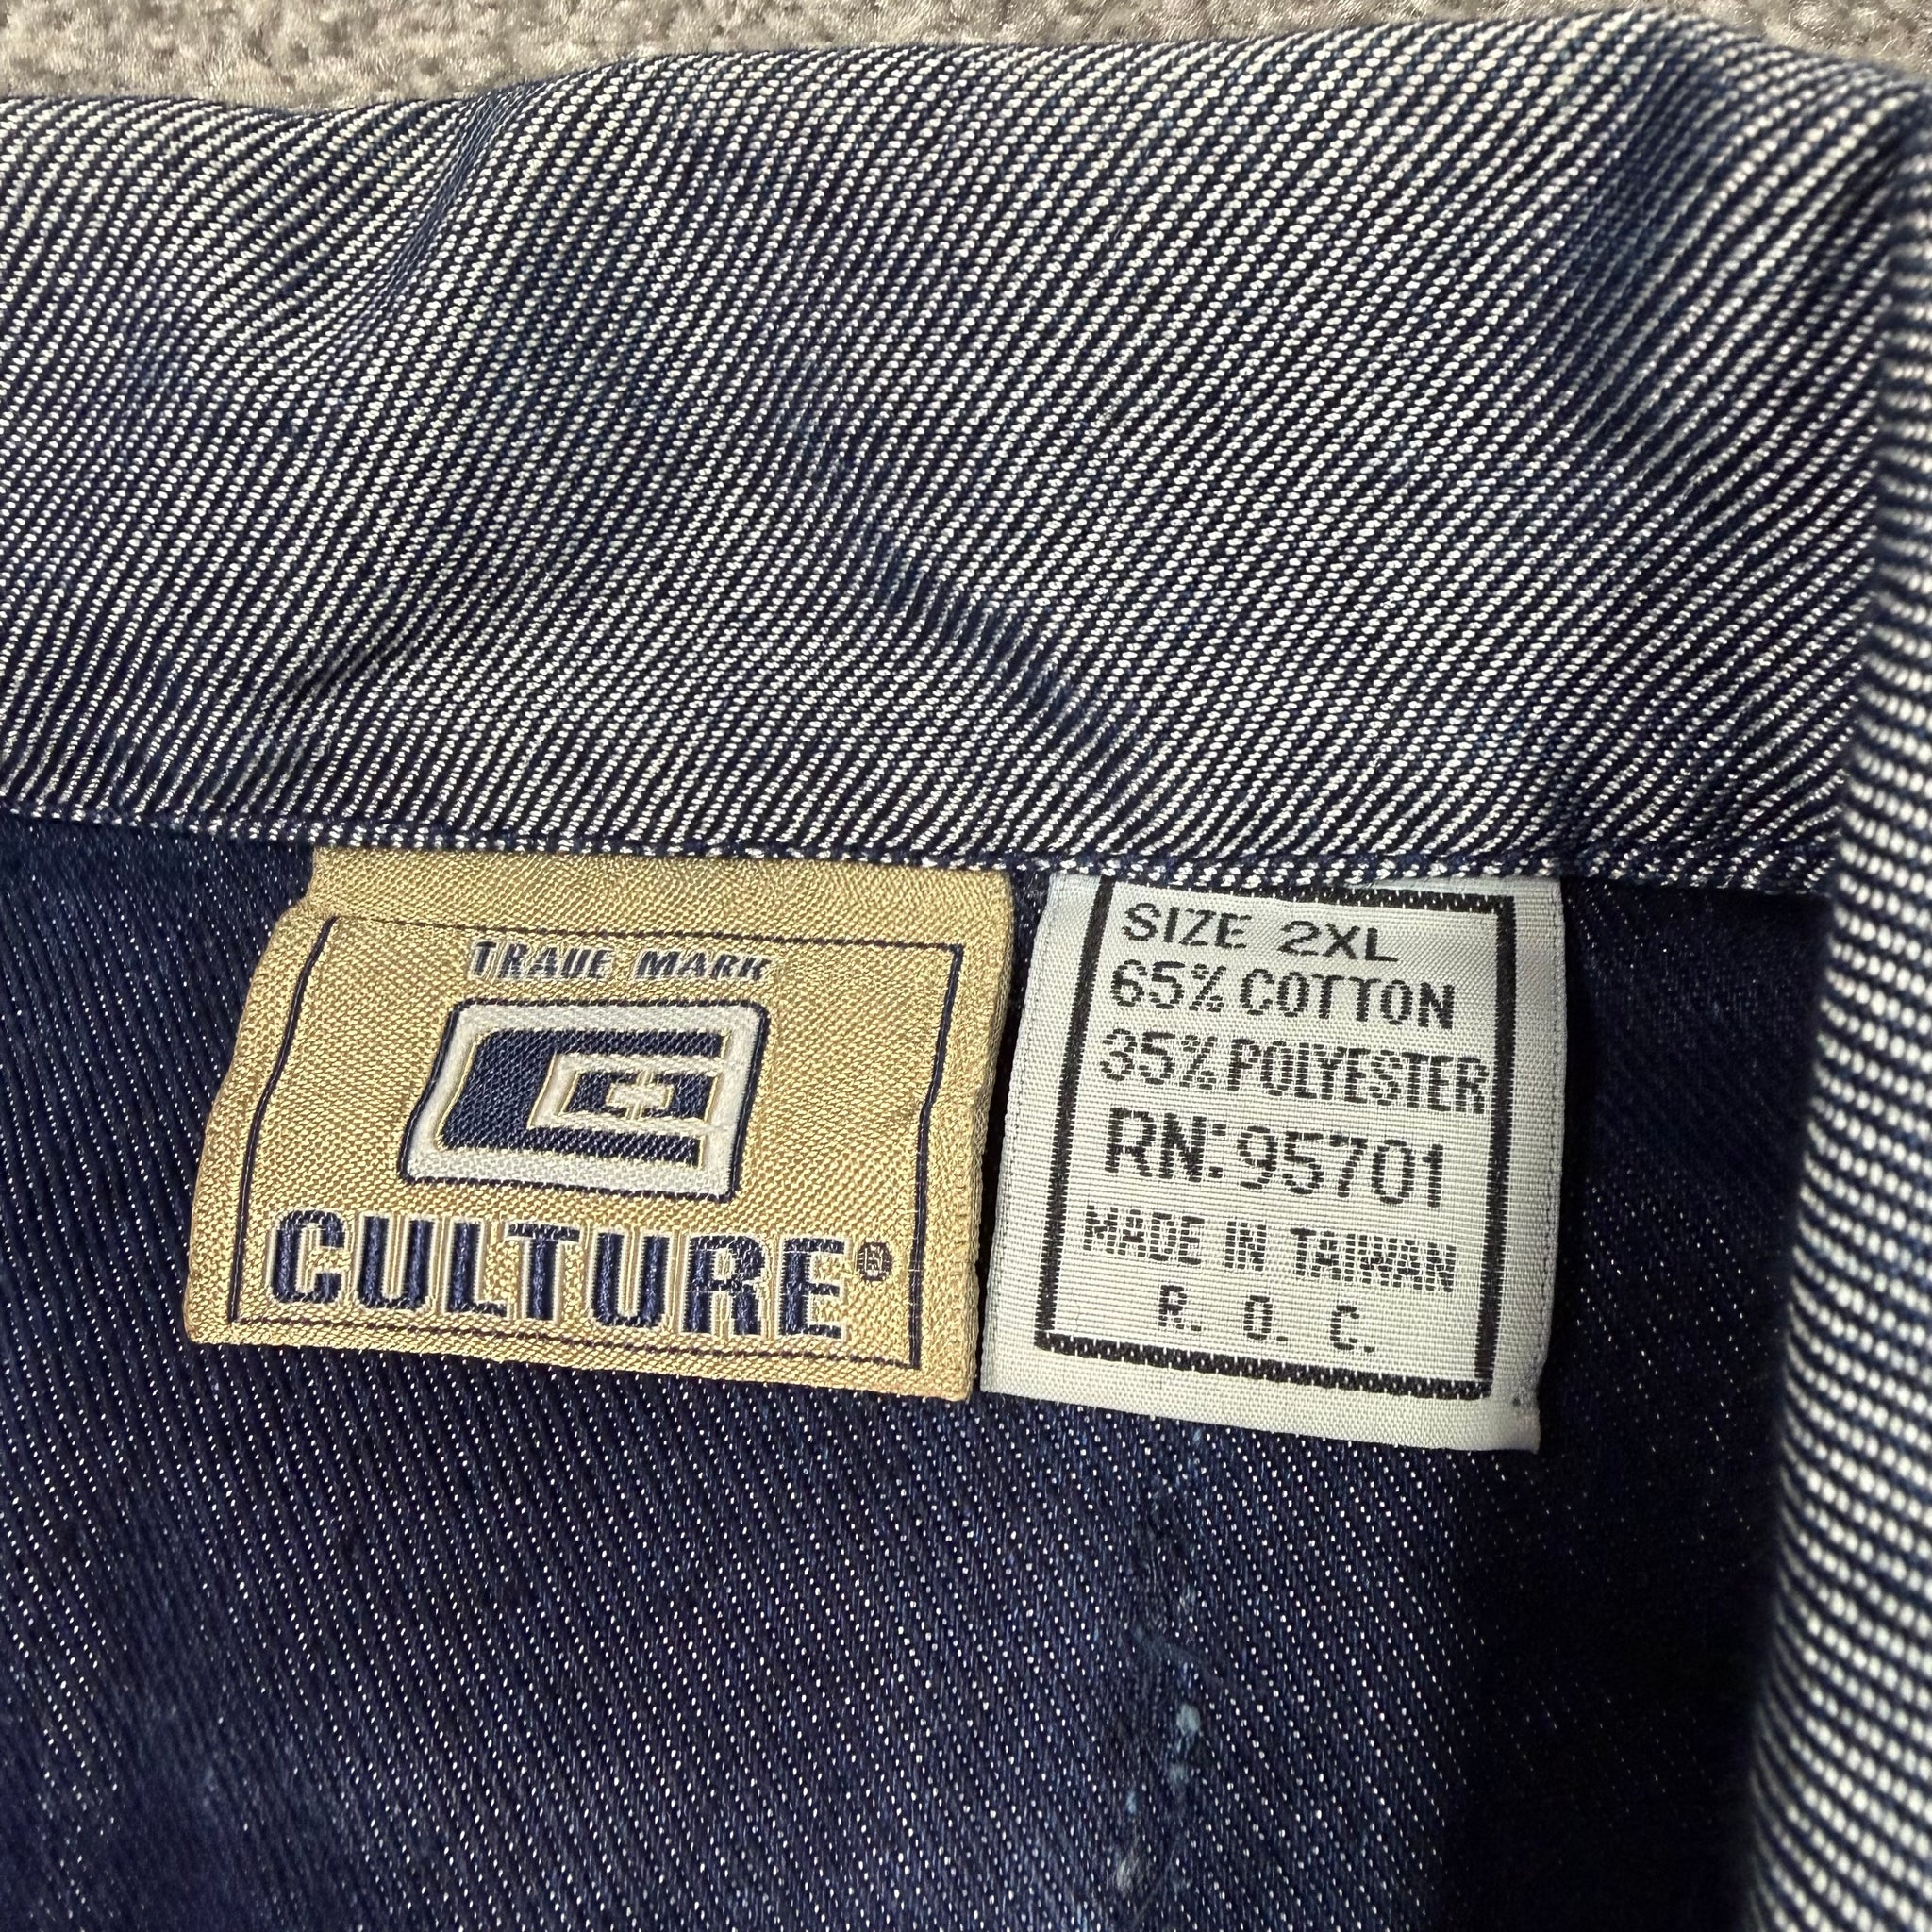 TRADE MARK
CULTURE®
SIZE 2XL
65% COTTON
35% POLYESTER
RN: 95701
MADE IN TAIWAN
R. O. C.